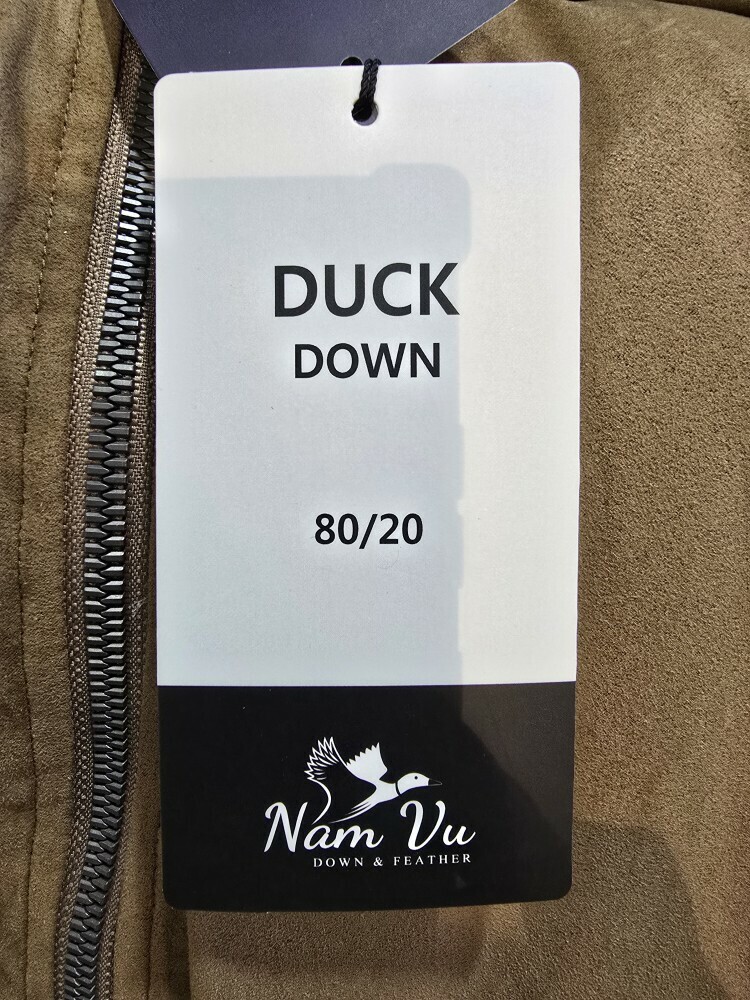 DUCK
DOWN
80/20
Nam Vu
DOWN & FEATHER